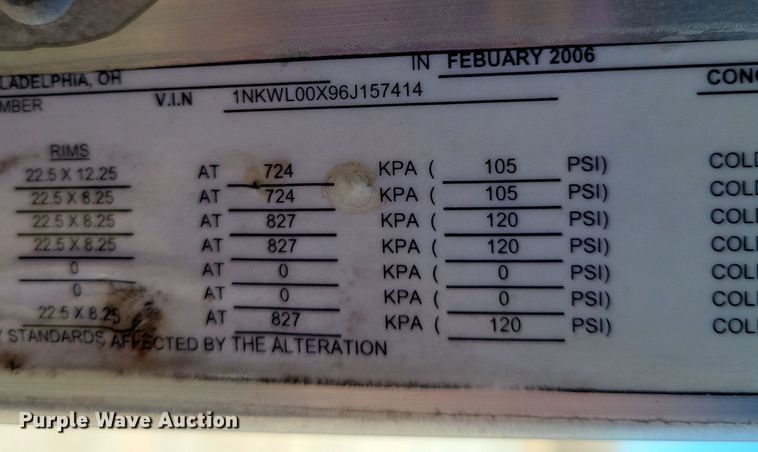 IN FEBUARY 2006
LADELPHIA, OH
MBER V.I.N 1NKWL00X96J157414
RIMS
22.5 X 12.25 AT 724 KPA ( 105 PSI) COLD
22.5 X 8.25 AT 724 KPA ( 105 PSI) COLD
22.5 X 8.25 AT 827 KPA ( 120 PSI) COLD
22.5 X 8.25 AT 827 KPA ( 120 PSI) COLD
0 AT 0 KPA ( 0 PSI) COLD
0 AT 0 KPA ( 0 PSI) COLD
22.5 X 8.25 AT 827 KPA ( 120 PSI) COLD
Y STANDARDS AFFECTED BY THE ALTERATION
Purple Wave Auction